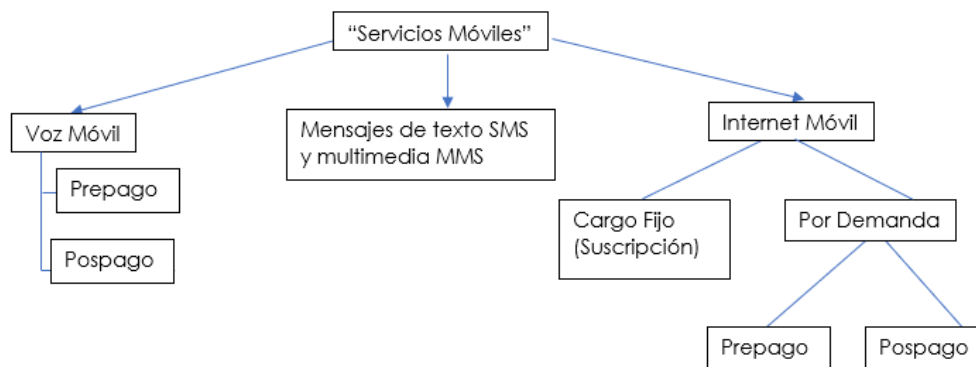 “Servicios Móviles”
Voz Móvil
Prepago
Pospago
Mensajes de texto SMS
y multimedia MMS
Internet Móvil
Cargo Fijo
(Suscripción)
Por Demanda
Prepago
Pospago